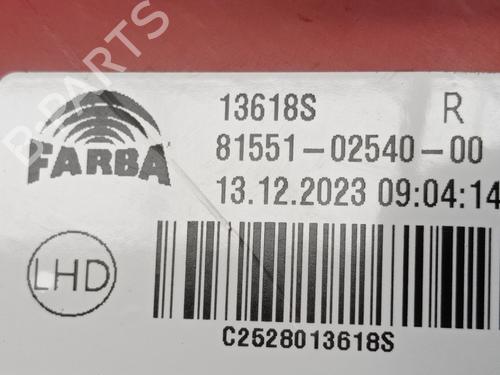 B-PARTS
13618S R
FARBA
81551-02540-00
13.12.2023 09:04:14
LHD
C2528013618S